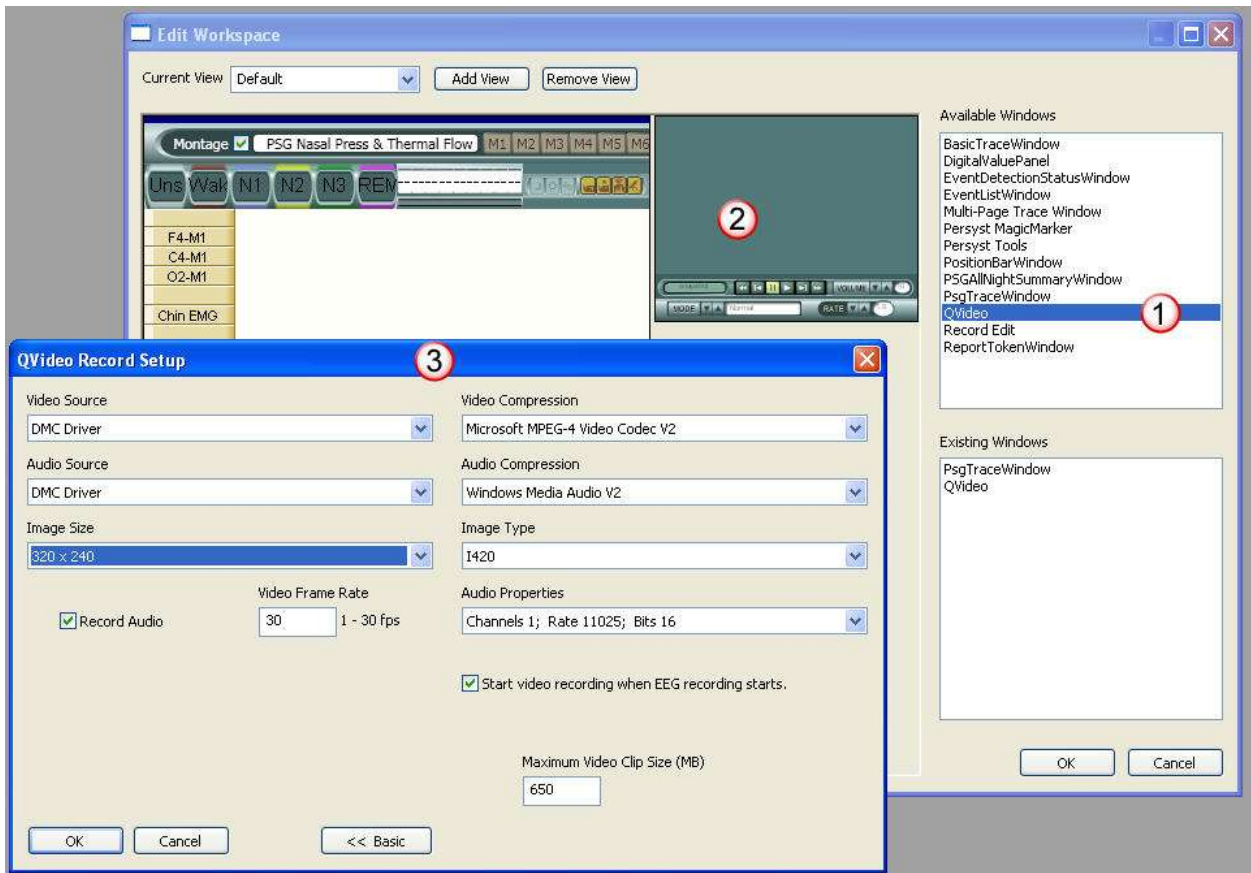 Edit Workspace
Current View Default Add View Remove View
Montage PSG Nasal Press & Thermal Flow M1 M2 M3 M4 M5 M6
Uns Wak N1 N2 N3 REM
F4-M1
C4-M1
O2-M1
Chin EMG
2
VOLUME
MODE Normal RATE
Available Windows
BasicTraceWindow
DigitalValuePanel
EventDetectionStatusWindow
EventListWindow
Multi-Page Trace Window
Persyst MagicMarker
Persyst Tools
PositionBarWindow
PSGAllNightSummaryWindow
PsgTraceWindow
QVideo 1
Record Edit
ReportTokenWindow
Existing Windows
PsgTraceWindow
QVideo
OK Cancel
QVideo Record Setup 3
Video Source
DMC Driver
Audio Source
DMC Driver
Image Size
320 x 240
Record Audio
Video Frame Rate
30 1 - 30 fps
Video Compression
Microsoft MPEG-4 Video Codec V2
Audio Compression
Windows Media Audio V2
Image Type
I420
Audio Properties
Channels 1; Rate 11025; Bits 16
Start video recording when EEG recording starts.
Maximum Video Clip Size (MB)
650
OK Cancel << Basic